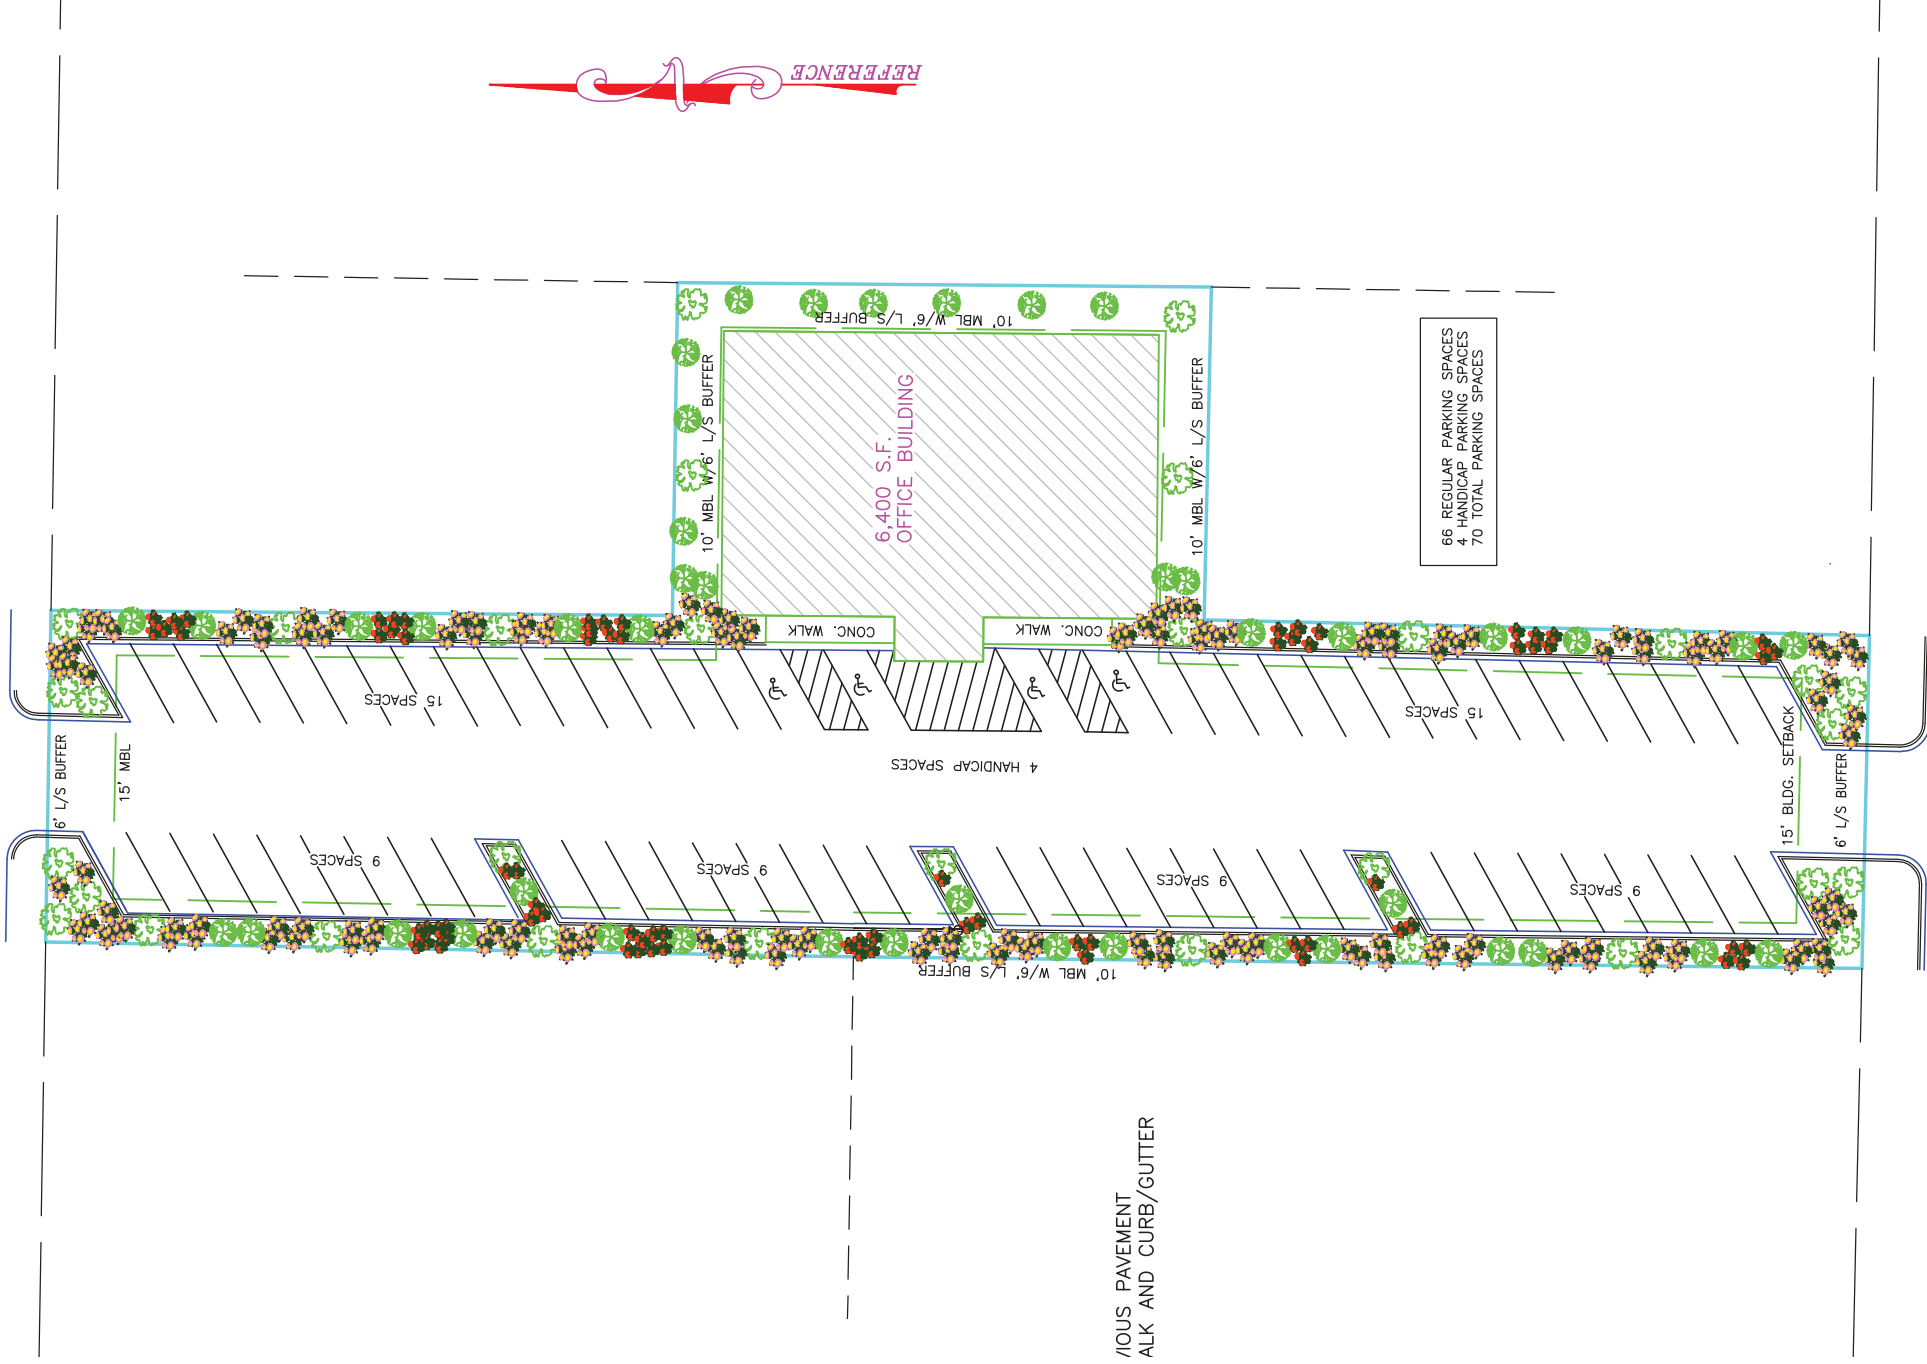 REFERENCE
N
10' MBL W/6' L/S BUFFER
10' MBL W/6' L/S BUFFER
10' MBL W/6' L/S BUFFER
6,400 S.F.
OFFICE BUILDING
66 REGULAR PARKING SPACES
4 HANDICAP PARKING SPACES
70 TOTAL PARKING SPACES
CONC. WALK
CONC. WALK
15 SPACES
15 SPACES
4 HANDICAP SPACES
6' L/S BUFFER
15' MBL
15' BLDG. SETBACK
6' L/S BUFFER
9 SPACES
9 SPACES
9 SPACES
9 SPACES
10' MBL W/6' L/S BUFFER
VIOUS PAVEMENT
ALK AND CURB/GUTTER